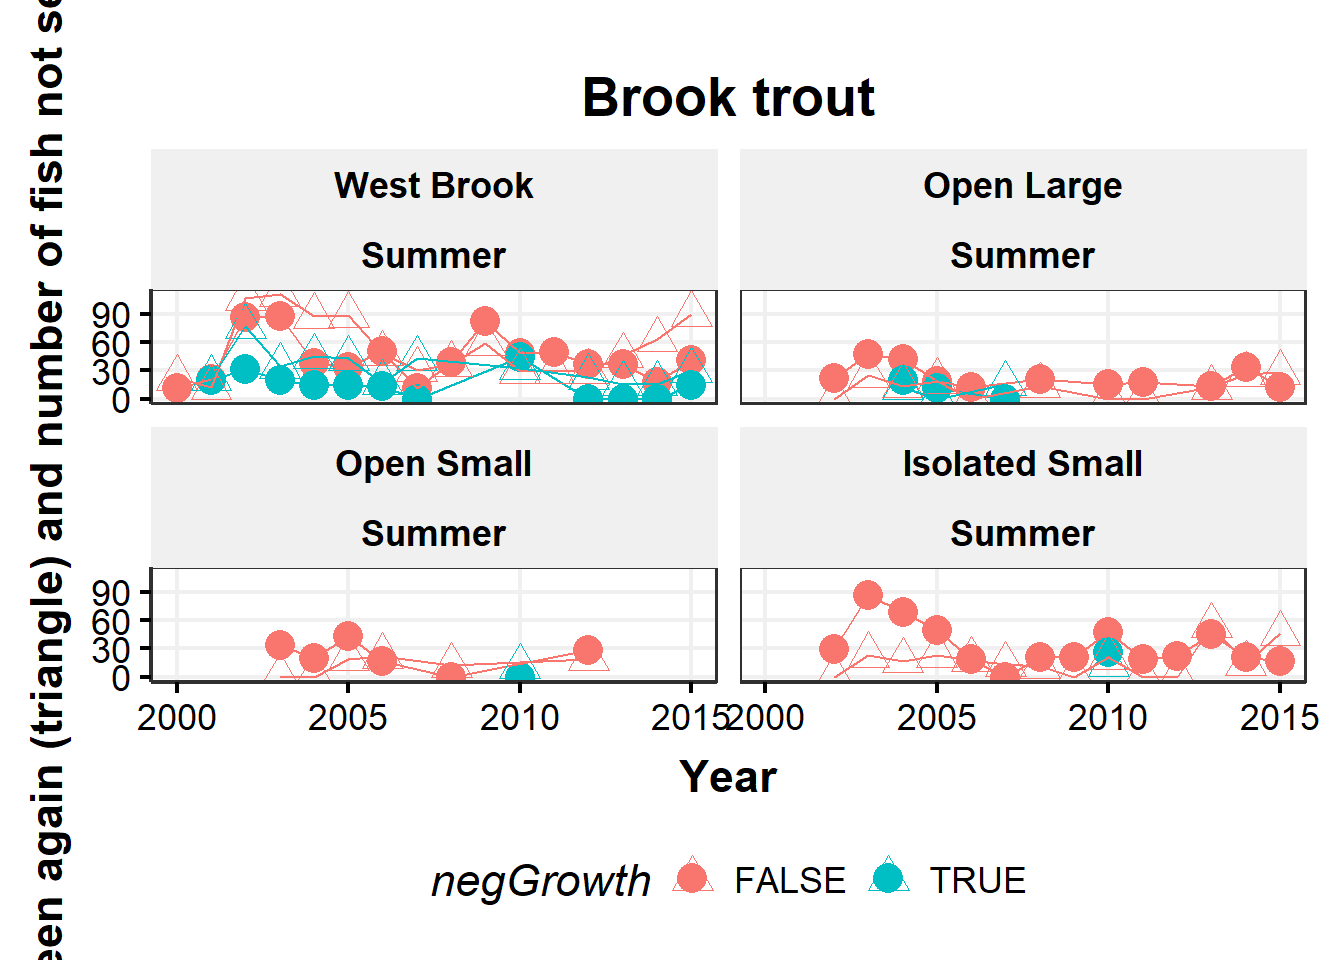 Brook trout
West Brook
Summer
Open Large
Summer
90
60
30
0
Open Small
Summer
Isolated Small
Summer
90
60
30
0
2000 2005 2010 2015 2000 2005 2010 2015
Year
again (triangle) and number of fish not
negGrowth FALSE TRUE